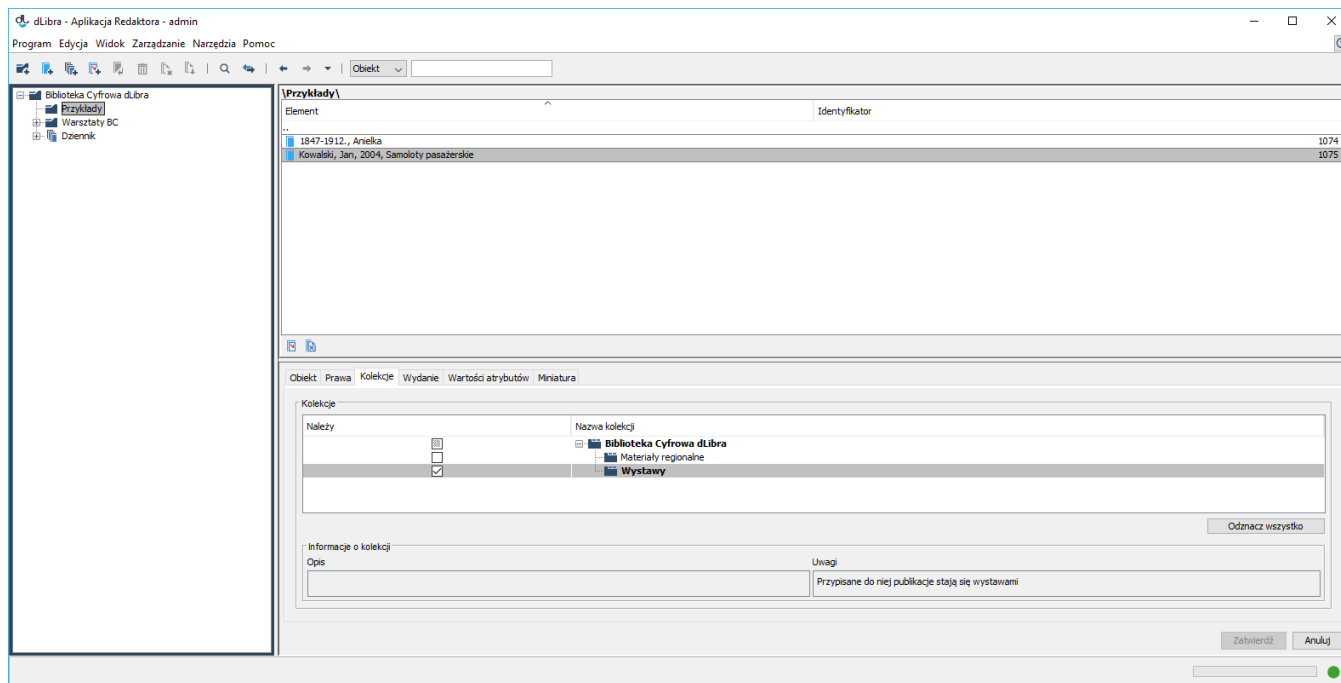 dLibra - Aplikacja Redaktora - admin
Program Edycja Widok Zarządzanie Narzędzia Pomoc
Obiekt
Biblioteka Cyfrowa dLibra
Przykłady
Warsztaty BC
Dziennik
\Przykłady\
Element Identyfikator
..
1847-1912., Anielka 1074
Kowalski, Jan, 2004, Samoloty pasażerskie 1075
Obiekt Prawa Kolekcje Wydanie Wartości atrybutów Miniatura
Kolekcje
Należy Nazwa kolekcji
Biblioteka Cyfrowa dLibra
Materiały regionalne
Wystawy
Odznacz wszystko
Informacje o kolekcji
Opis Uwagi
Przypisane do niej publikacje stają się wystawami
Zatwierdź Anuluj